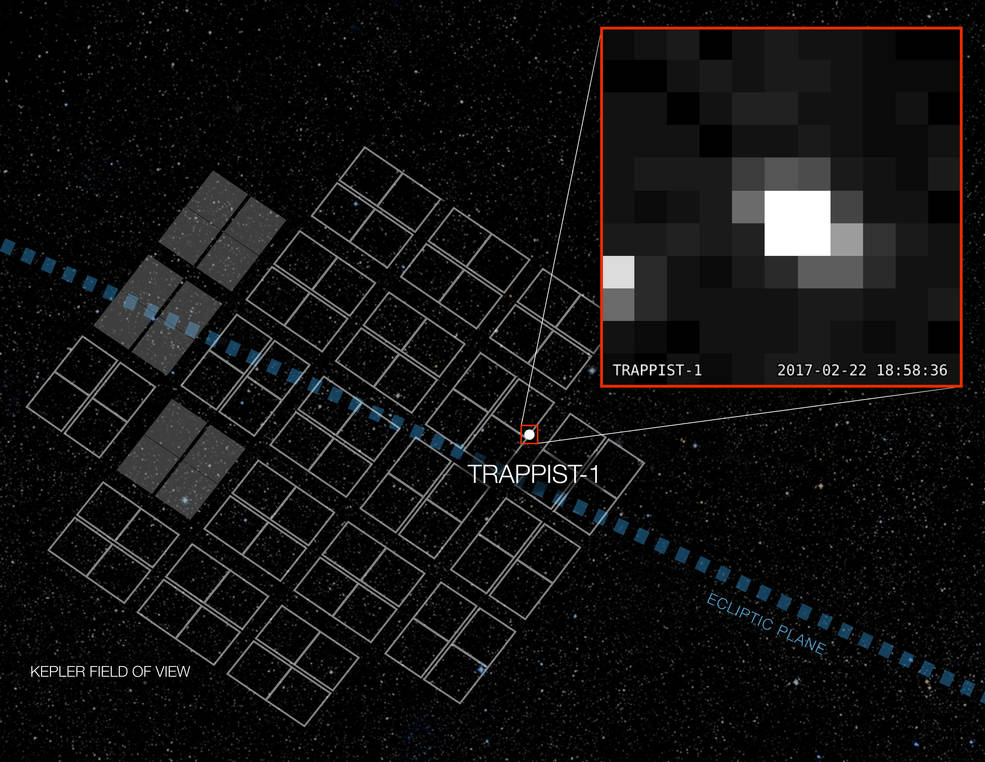 TRAPPIST-1 2017-02-22 18:58:36
TRAPPIST-1
ECLIPTIC PLANE
KEPLER FIELD OF VIEW